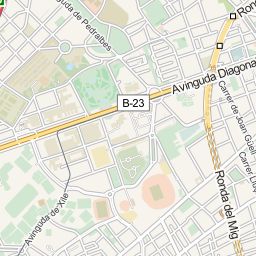 Avinguda de Pedralbes
Ronda
Avinguda Diagonal
B-23
Carrer de Joan Güell
Ronda del Mig
Avinguda de Xile